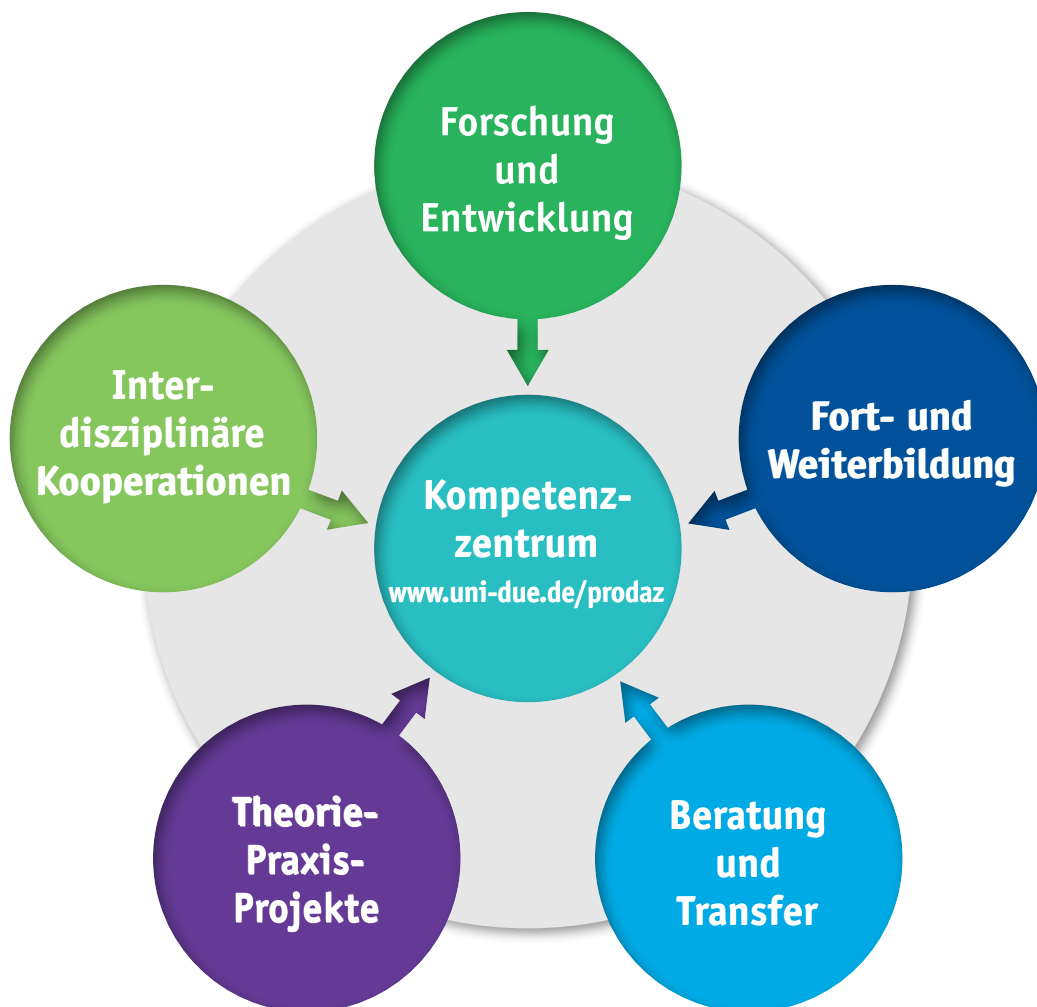 Forschung
und
Entwicklung
Inter-
disziplinäre
Kooperationen
Fort- und
Weiterbildung
Kompetenz-
zentrum
www.uni-due.de/prodaz
Theorie-
Praxis-
Projekte
Beratung
und
Transfer